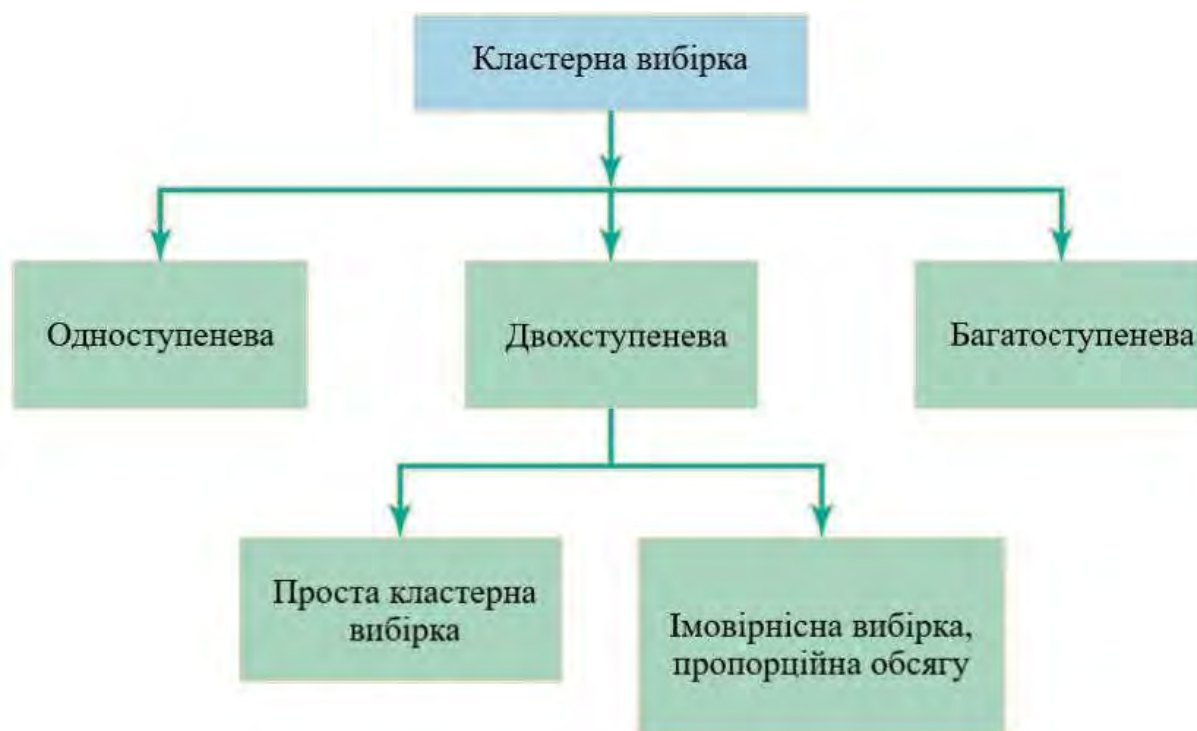 Кластерна вибірка
Одноступенева
Двохступенева
Багатоступенева
Проста кластерна
вибірка
Імовірнісна вибірка,
пропорційна обсягу